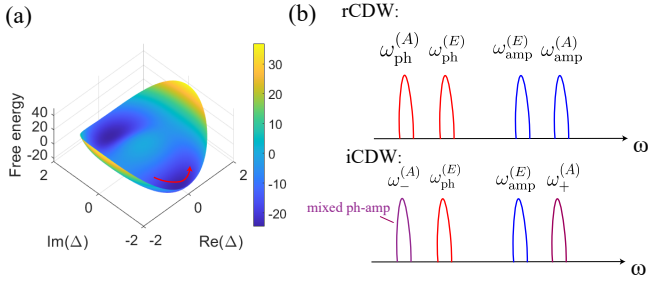 (a)
Free energy
40
20
0
-20
2
0
-2
Im(Δ)
-2
0
2
Re(Δ)
30
20
10
0
-10
-20
(b)
rCDW:
ω_ph^(A) ω_ph^(E) ω_amp^(E) ω_amp^(A)
ω
iCDW:
ω_-^(A) ω_ph^(E) ω_amp^(E) ω_+^(A)
mixed ph-amp
ω